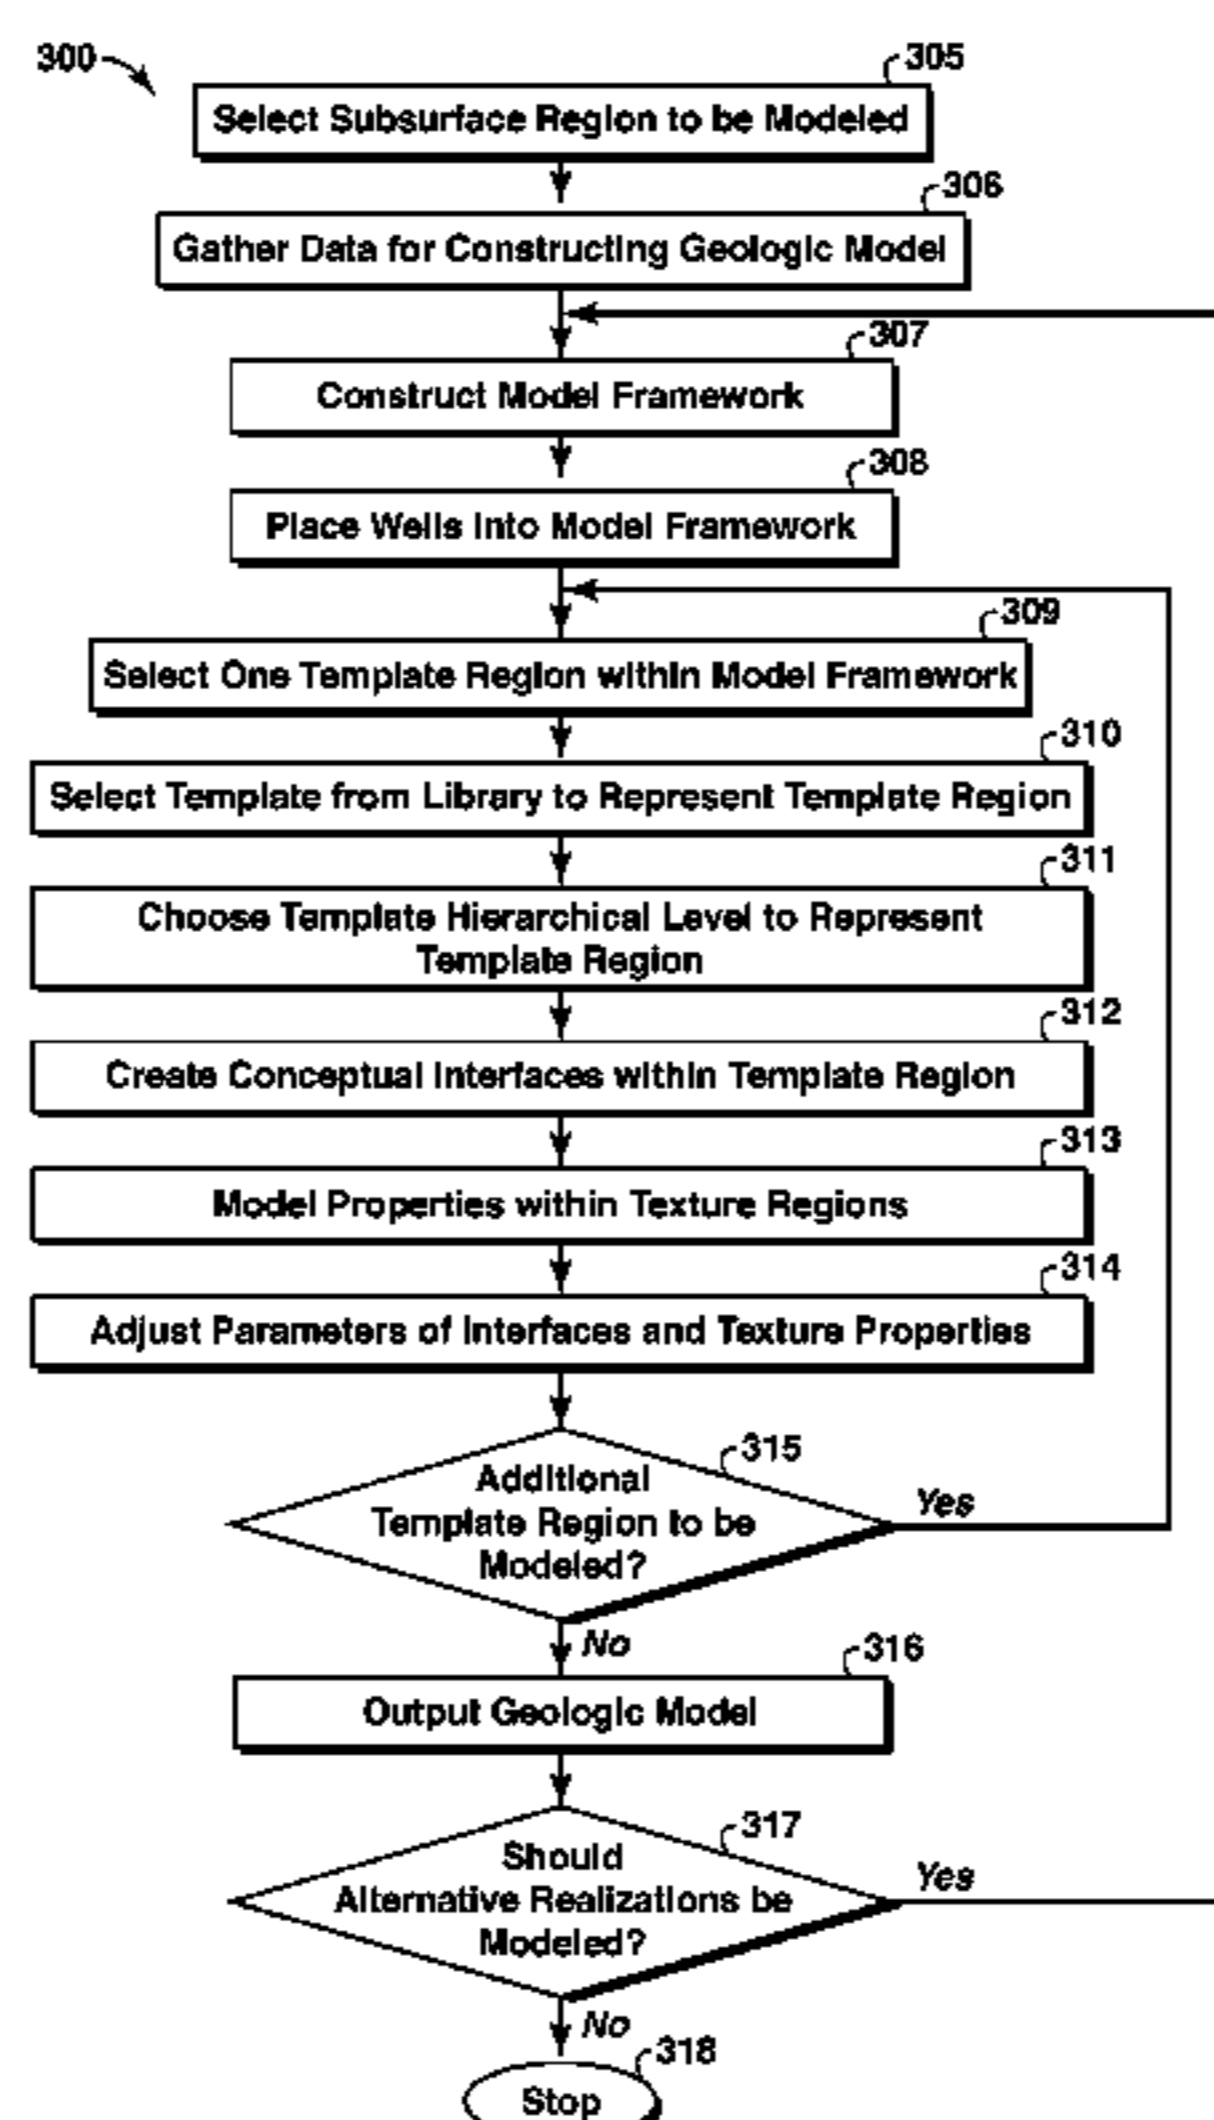 300
305
Select Subsurface Region to be Modeled
306
Gather Data for Constructing Geologic Model
307
Construct Model Framework
308
Place Wells Into Model Framework
309
Select One Template Region within Model Framework
310
Select Template from Library to Represent Template Region
311
Choose Template Hierarchical Level to Represent
Template Region
312
Create Conceptual Interfaces within Template Region
313
Model Properties within Texture Regions
314
Adjust Parameters of Interfaces and Texture Properties
315
Additional
Template Region to be
Modeled?
Yes
No
316
Output Geologic Model
317
Should
Alternative Realizations be
Modeled?
Yes
No
318
Stop